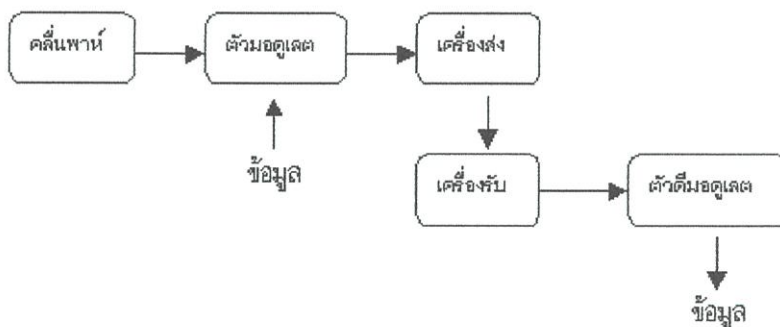 คลื่นพาห์
ตัวมอดูเลต
เครื่องส่ง
ข้อมูล
เครื่องรับ
ตัวดีมอดูเลต
ข้อมูล